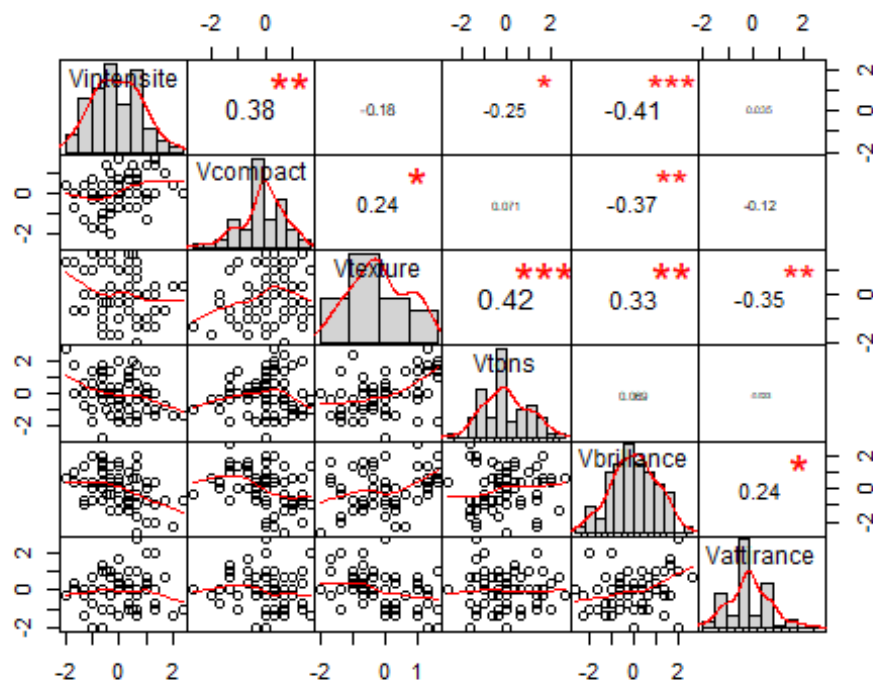 -2 0 -2 0 2 -2 0 2
Vintensite 0.38 ** -0.18 -0.25 * -0.41 *** 0.035 2 0 -2
0 -2 Vcompact 0.24 * 0.071 -0.37 ** -0.12
Vtexture 0.42 *** 0.33 ** -0.35 ** 0 -2
2 0 -2 Vtons 0.069
Vbrillance 0.24 * 2 0 -2
2 0 -2 Vattirance
-2 0 2 -2 0 1 -2 0 2